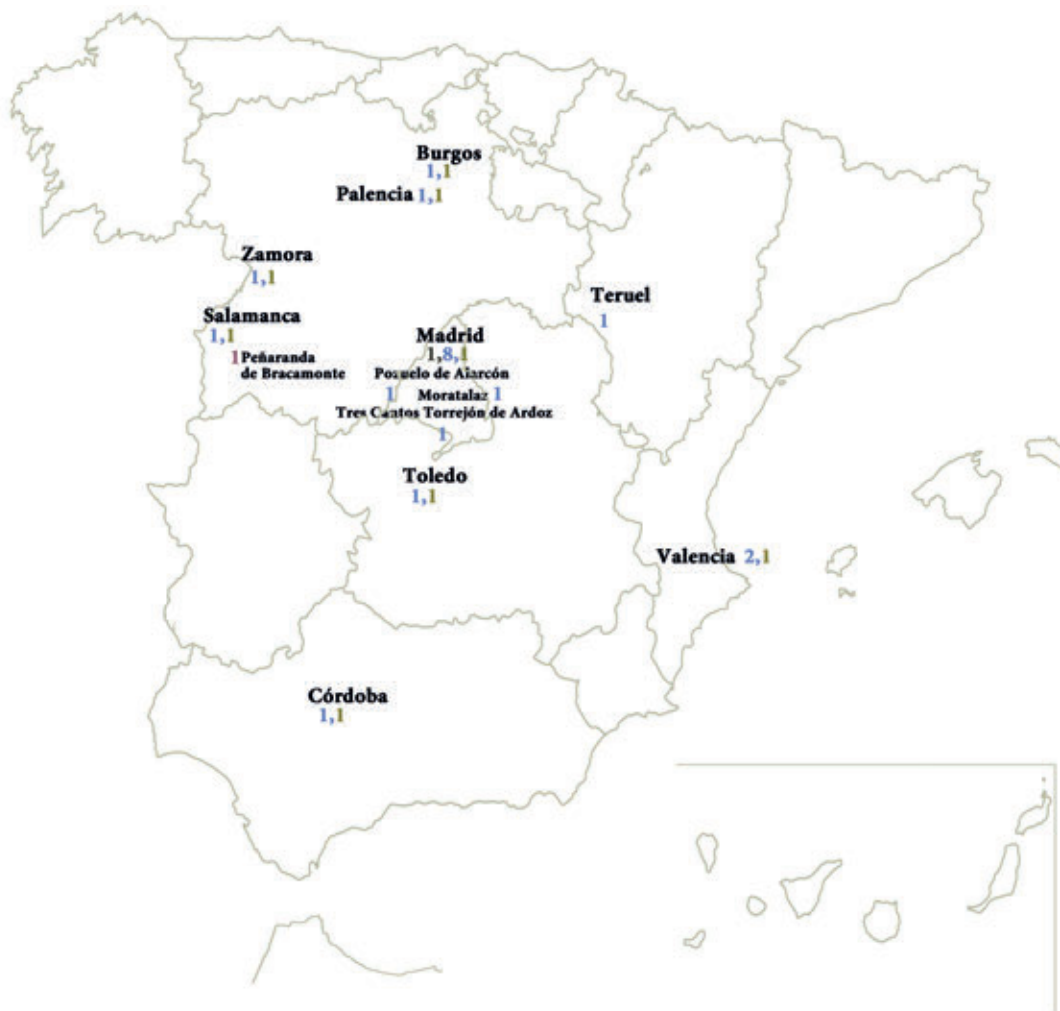 Burgos
1,1
Palencia 1,1
Zamora
1,1
Teruel
1
Salamanca
1,1
1 Peñaranda
de Bracamonte
Madrid
1,8,1
Pozuelo de Alarcón
1 Moratalaz 1
Tres Cantos Torrejón de Ardoz
1
Toledo
1,1
Valencia 2,1
Córdoba
1,1